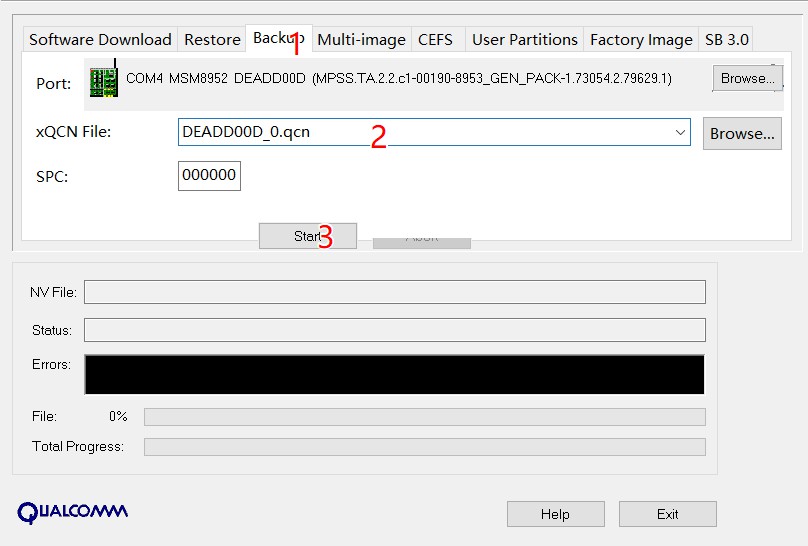 Software Download Restore Backup Multi-image CEFS User Partitions Factory Image SB 3.0
1
Port: COM4 MSM8952 DEADD00D (MPSS.TA.2.2.c1-00190-8953_GEN_PACK-1.73054.2.79629.1) Browse...
xQCN File: DEADD00D_0.qcn 2 Browse...
SPC: 000000
Start 3 Abort
NV File:
Status:
Errors:
File: 0%
Total Progress:
QUALCOMM Help Exit